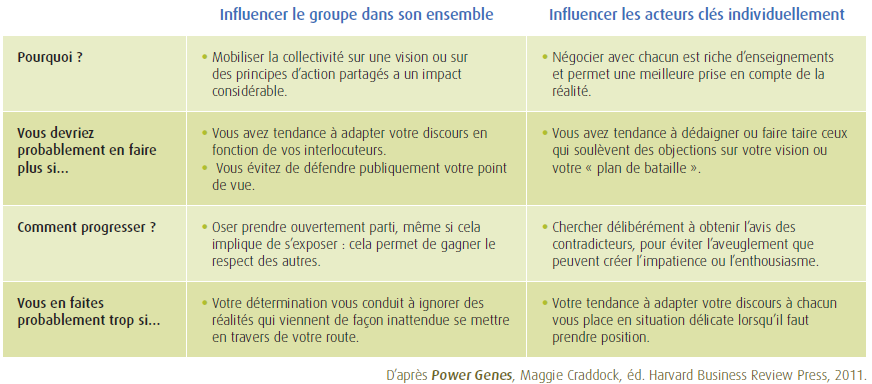 Influencer le groupe dans son ensemble
Influencer les acteurs clés individuellement
Pourquoi ?
• Mobiliser la collectivité sur une vision ou sur
des principes d’action partagés a un impact
considérable.
• Négocier avec chacun est riche d’enseignements
et permet une meilleure prise en compte de la
réalité.
Vous devriez
probablement en faire
plus si…
• Vous avez tendance à adapter votre discours en
fonction de vos interlocuteurs.
• Vous évitez de défendre publiquement votre point
de vue.
• Vous avez tendance à dédaigner ou faire taire ceux
qui soulèvent des objections sur votre vision ou
votre « plan de bataille ».
Comment progresser ?
• Oser prendre ouvertement parti, même si cela
implique de s’exposer : cela permet de gagner le
respect des autres.
• Chercher délibérément à obtenir l’avis des
contradicteurs, pour éviter l’aveuglement que
peuvent créer l’impatience ou l’enthousiasme.
Vous en faites
probablement trop si…
• Votre détermination vous conduit à ignorer des
réalités qui viennent de façon inattendue se mettre
en travers de votre route.
• Votre tendance à adapter votre discours à chacun
vous place en situation délicate lorsqu’il faut
prendre position.
D’après Power Genes, Maggie Craddock, éd. Harvard Business Review Press, 2011.